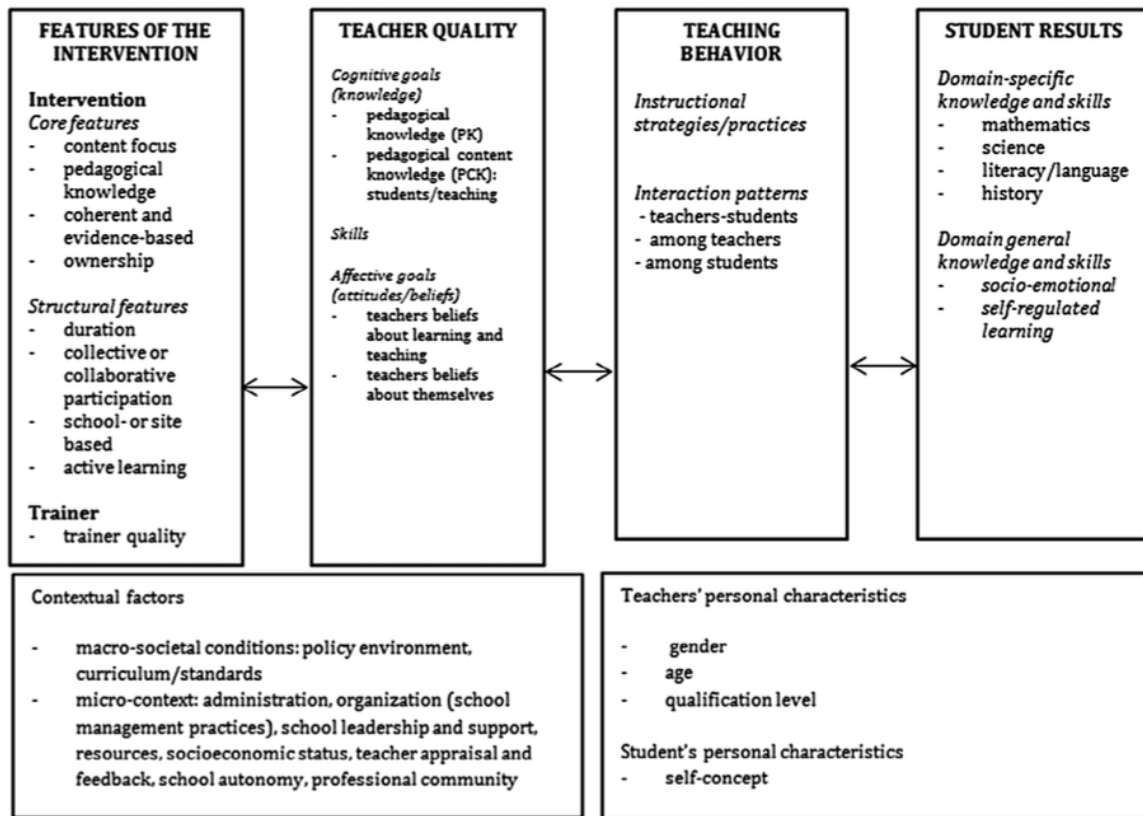 FEATURES OF THE
INTERVENTION
Intervention
Core features
- content focus
- pedagogical
knowledge
- coherent and
evidence-based
- ownership
Structural features
- duration
- collective or
collaborative
participation
- school- or site
based
- active learning
Trainer
- trainer quality
TEACHER QUALITY
Cognitive goals
(knowledge)
- pedagogical
knowledge (PK)
- pedagogical content
knowledge (PCK):
students/teaching
Skills
Affective goals
(attitudes/beliefs)
- teachers beliefs
about learning and
teaching
- teachers beliefs
about themselves
TEACHING
BEHAVIOR
Instructional
strategies/practices
Interaction patterns
- teachers-students
- among teachers
- among students
STUDENT RESULTS
Domain-specific
knowledge and skills
- mathematics
- science
- literacy/language
- history
Domain general
knowledge and skills
- socio-emotional
- self-regulated
learning
Contextual factors
- macro-societal conditions: policy environment,
curriculum/standards
- micro-context: administration, organization (school
management practices), school leadership and support,
resources, socioeconomic status, teacher appraisal and
feedback, school autonomy, professional community
Teachers' personal characteristics
- gender
- age
- qualification level
Student's personal characteristics
- self-concept